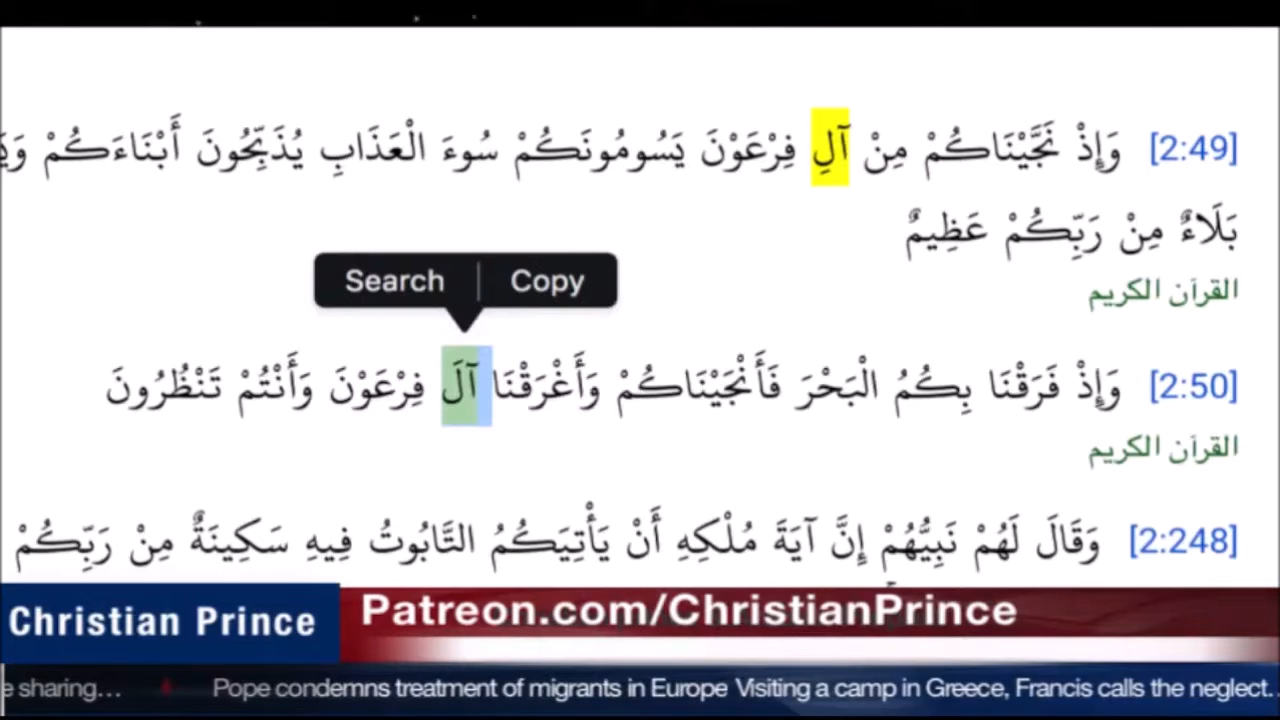 [2:49] وَإِذْ نَجَّيْنَاكُمْ مِنْ آلِ فِرْعَوْنَ يَسُومُونَكُمْ سُوءَ الْعَذَابِ يُذَبِّحُونَ أَبْنَاءَكُمْ
بَلَاءٌ مِنْ رَبِّكُمْ عَظِيمٌ
القرآن الكريم
Search Copy
[2:50] وَإِذْ فَرَقْنَا بِكُمُ الْبَحْرَ فَأَنْجَيْنَاكُمْ وَأَغْرَقْنَا آلَ فِرْعَوْنَ وَأَنْتُمْ تَنْظُرُونَ
القرآن الكريم
[2:248] وَقَالَ لَهُمْ نَبِيُّهُمْ إِنَّ آيَةَ مُلْكِهِ أَنْ يَأْتِيَكُمُ التَّابُوتُ فِيهِ سَكِينَةٌ مِنْ رَبِّكُمْ
Christian Prince Patreon.com/ChristianPrince
e sharing... Pope condemns treatment of migrants in Europe Visiting a camp in Greece, Francis calls the neglect..